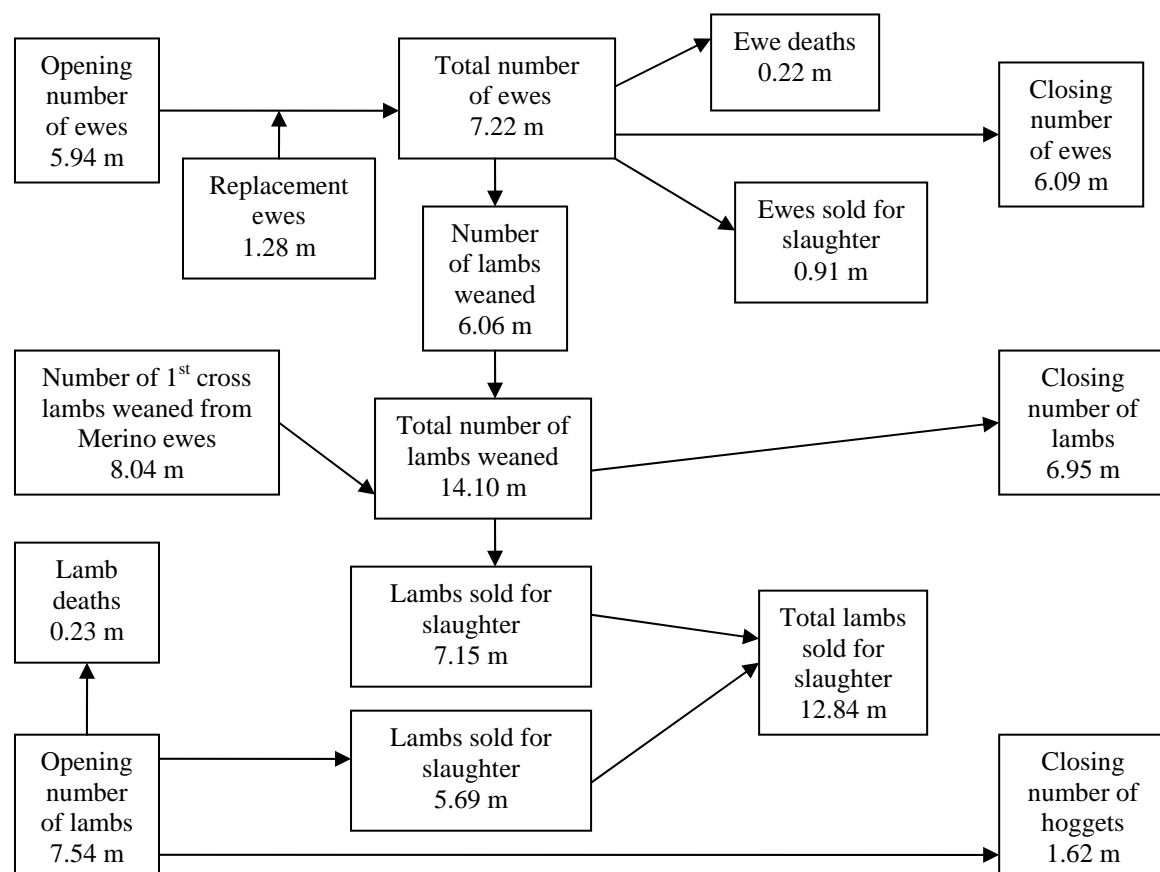 Opening
number
of ewes
5.94 m
Replacement
ewes
1.28 m
Total number
of ewes
7.22 m
Ewe deaths
0.22 m
Closing
number
of ewes
6.09 m
Ewes sold for
slaughter
0.91 m
Number
of lambs
weaned
6.06 m
Number of 1st cross
lambs weaned from
Merino ewes
8.04 m
Total number of
lambs weaned
14.10 m
Closing
number of
lambs
6.95 m
Lamb
deaths
0.23 m
Lambs sold for
slaughter
7.15 m
Total lambs
sold for
slaughter
12.84 m
Opening
number
of lambs
7.54 m
Lambs sold for
slaughter
5.69 m
Closing
number of
hoggets
1.62 m